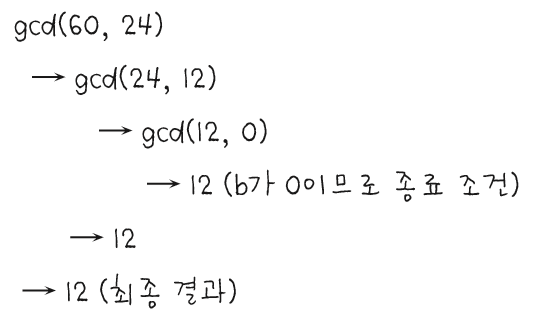 gcd(60, 24)
→ gcd(24, 12)
→ gcd(12, 0)
→ 12 (b가 0이므로 종료 조건)
→ 12
→ 12 (최종 결과)